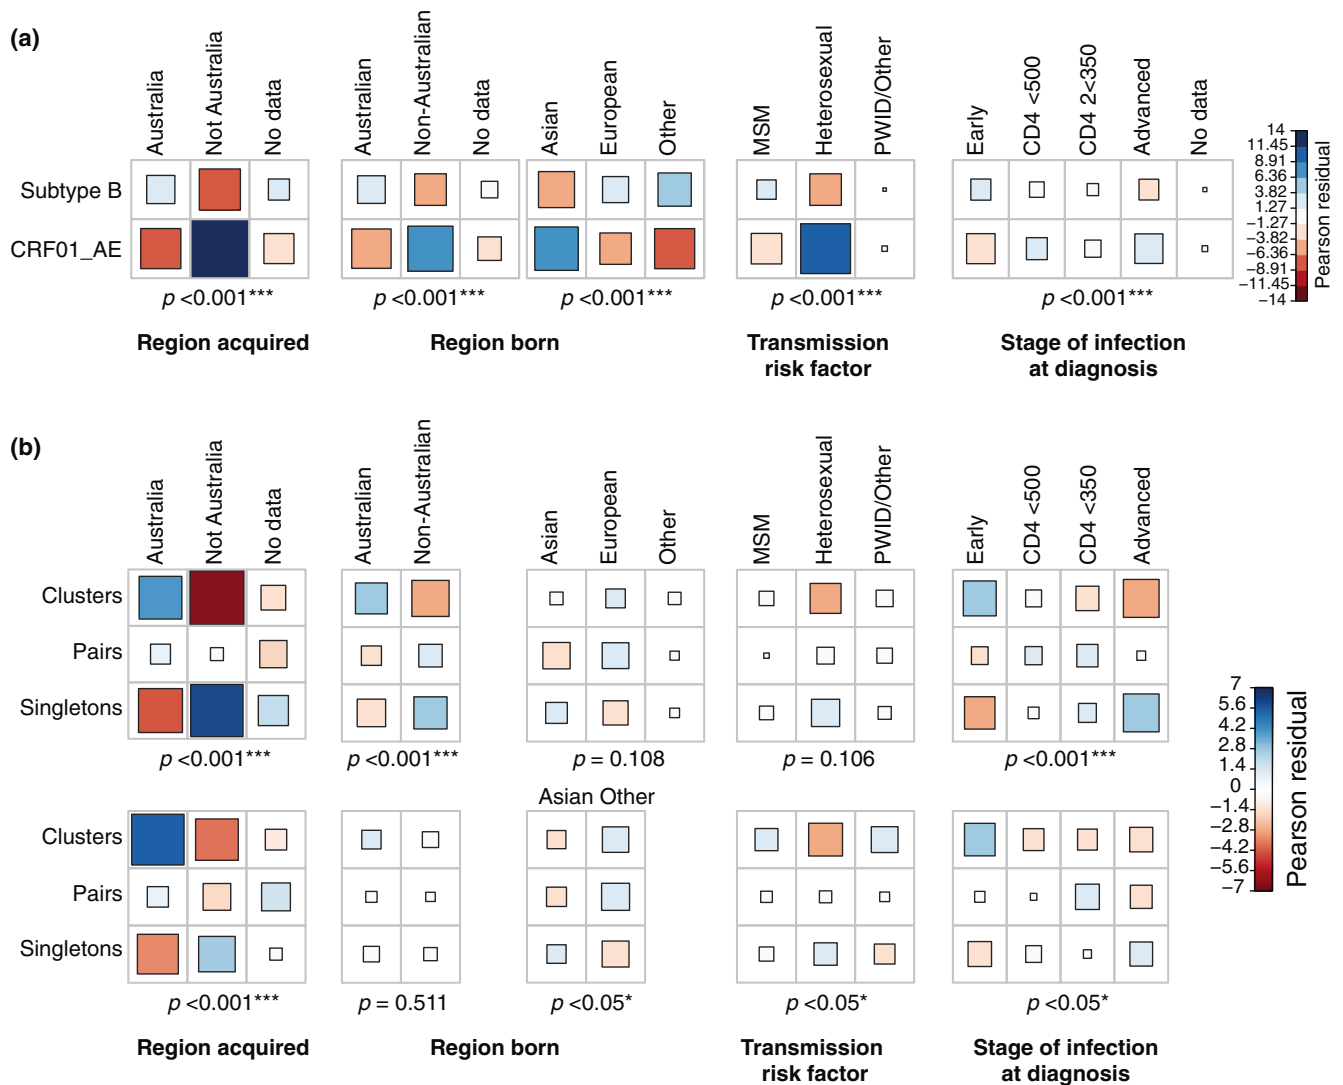 (a)
Australia
Not Australia
No data
Australian
Non-Australian
No data
Asian
European
Other
MSM
Heterosexual
PWID/Other
Early
CD4 <500
CD4 2<350
Advanced
No data
Subtype B
CRF01_AE
p <0.001***
p <0.001***
p <0.001***
p <0.001***
p <0.001***
Region acquired
Region born
Transmission
risk factor
Stage of infection
at diagnosis
14
11.45
8.91
6.36
3.82
1.27
−1.27
−3.82
−6.36
−8.91
−11.45
−14
Pearson residual
(b)
Australia
Not Australia
No data
Australian
Non-Australian
Asian
European
Other
MSM
Heterosexual
PWID/Other
Early
CD4 <500
CD4 <350
Advanced
Clusters
Pairs
Singletons
p <0.001***
p <0.001***
p = 0.108
p = 0.106
p <0.001***
7
5.6
4.2
2.8
1.4
0
−1.4
−2.8
−4.2
−5.6
−7
Pearson residual
Asian Other
Clusters
Pairs
Singletons
p <0.001***
p = 0.511
p <0.05*
p <0.05*
p <0.05*
Region acquired
Region born
Transmission
risk factor
Stage of infection
at diagnosis